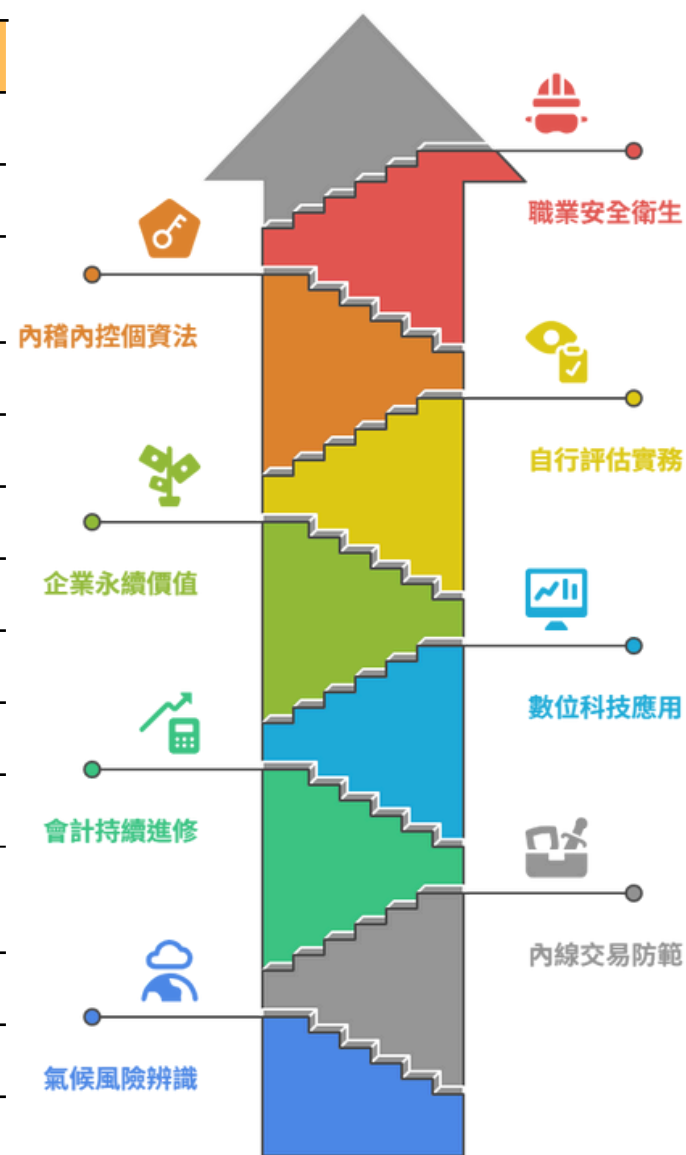 職業安全衛生
內稽內控個資法
自行評估實務
企業永續價值
數位科技應用
會計持續進修
內線交易防範
氣候風險辨識